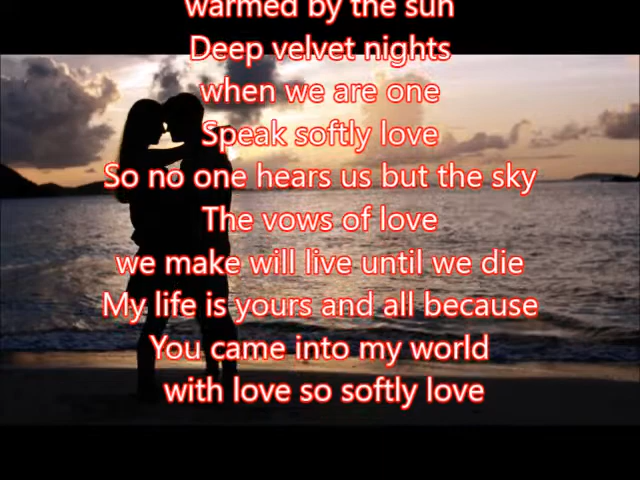 warmed by the sun
Deep velvet nights
when we are one
Speak softly love
So no one hears us but the sky
The vows of love
we make will live until we die
My life is yours and all because
You came into my world
with love so softly love